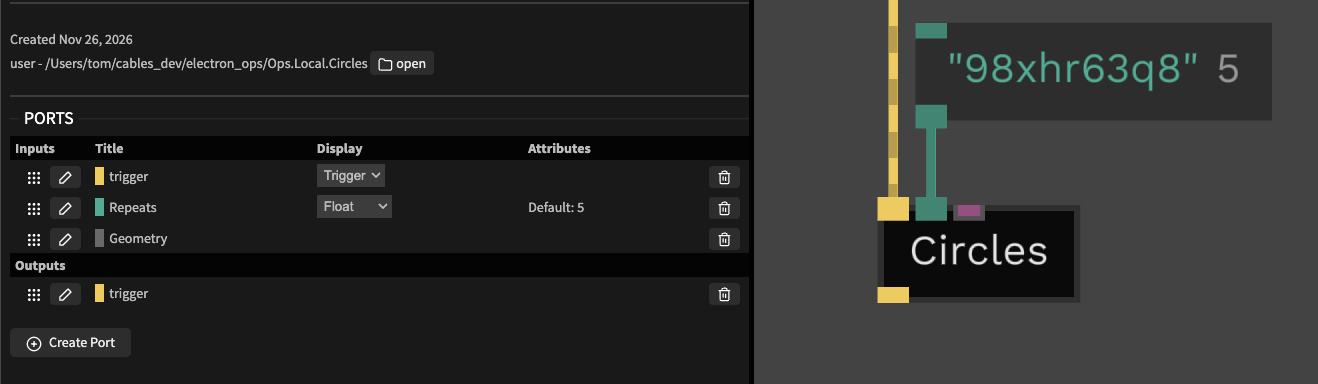 Created Nov 26, 2026
user - /Users/tom/cables_dev/electron_ops/Ops.Local.Circles open
PORTS
Inputs Title Display Attributes
trigger Trigger
Repeats Float Default: 5
Geometry
Outputs
trigger
Create Port
"98xhr63q8" 5
Circles